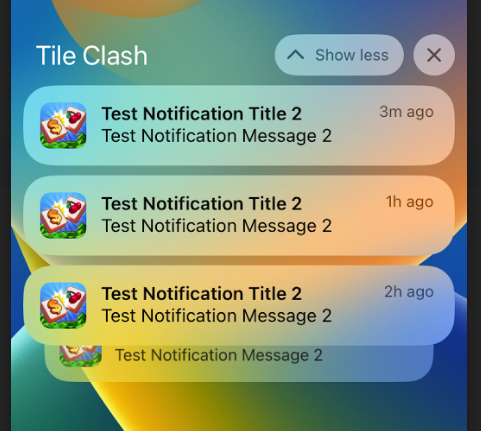 Tile Clash
Show less
Test Notification Title 2
3m ago
Test Notification Message 2
Test Notification Title 2
1h ago
Test Notification Message 2
Test Notification Title 2
2h ago
Test Notification Message 2
Test Notification Message 2